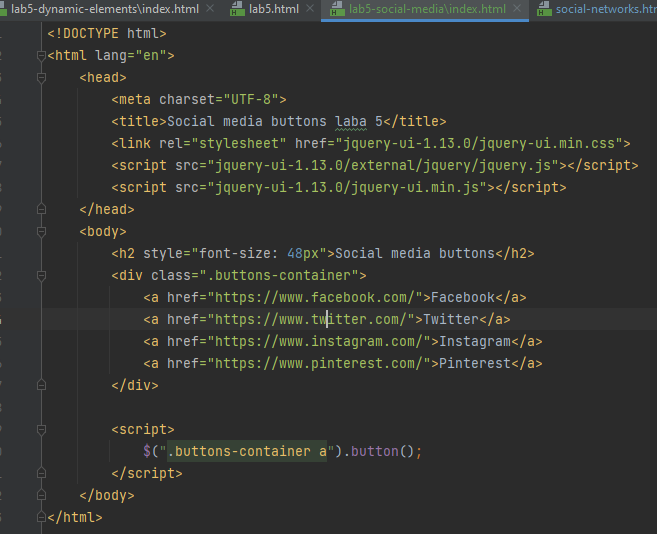 lab5-dynamic-elements\index.html × lab5.html × lab5-social-media\index.html × social-networks.htm
<!DOCTYPE html>
<html lang="en">
<head>
<meta charset="UTF-8">
<title>Social media buttons laba 5</title>
<link rel="stylesheet" href="jquery-ui-1.13.0/jquery-ui.min.css">
<script src="jquery-ui-1.13.0/external/jquery/jquery.js"></script>
<script src="jquery-ui-1.13.0/jquery-ui.min.js"></script>
</head>
<body>
<h2 style="font-size: 48px">Social media buttons</h2>
<div class=".buttons-container">
<a href="https://www.facebook.com/">Facebook</a>
<a href="https://www.twitter.com/">Twitter</a>
<a href="https://www.instagram.com/">Instagram</a>
<a href="https://www.pinterest.com/">Pinterest</a>
</div>
<script>
$(".buttons-container a").button();
</script>
</body>
</html>